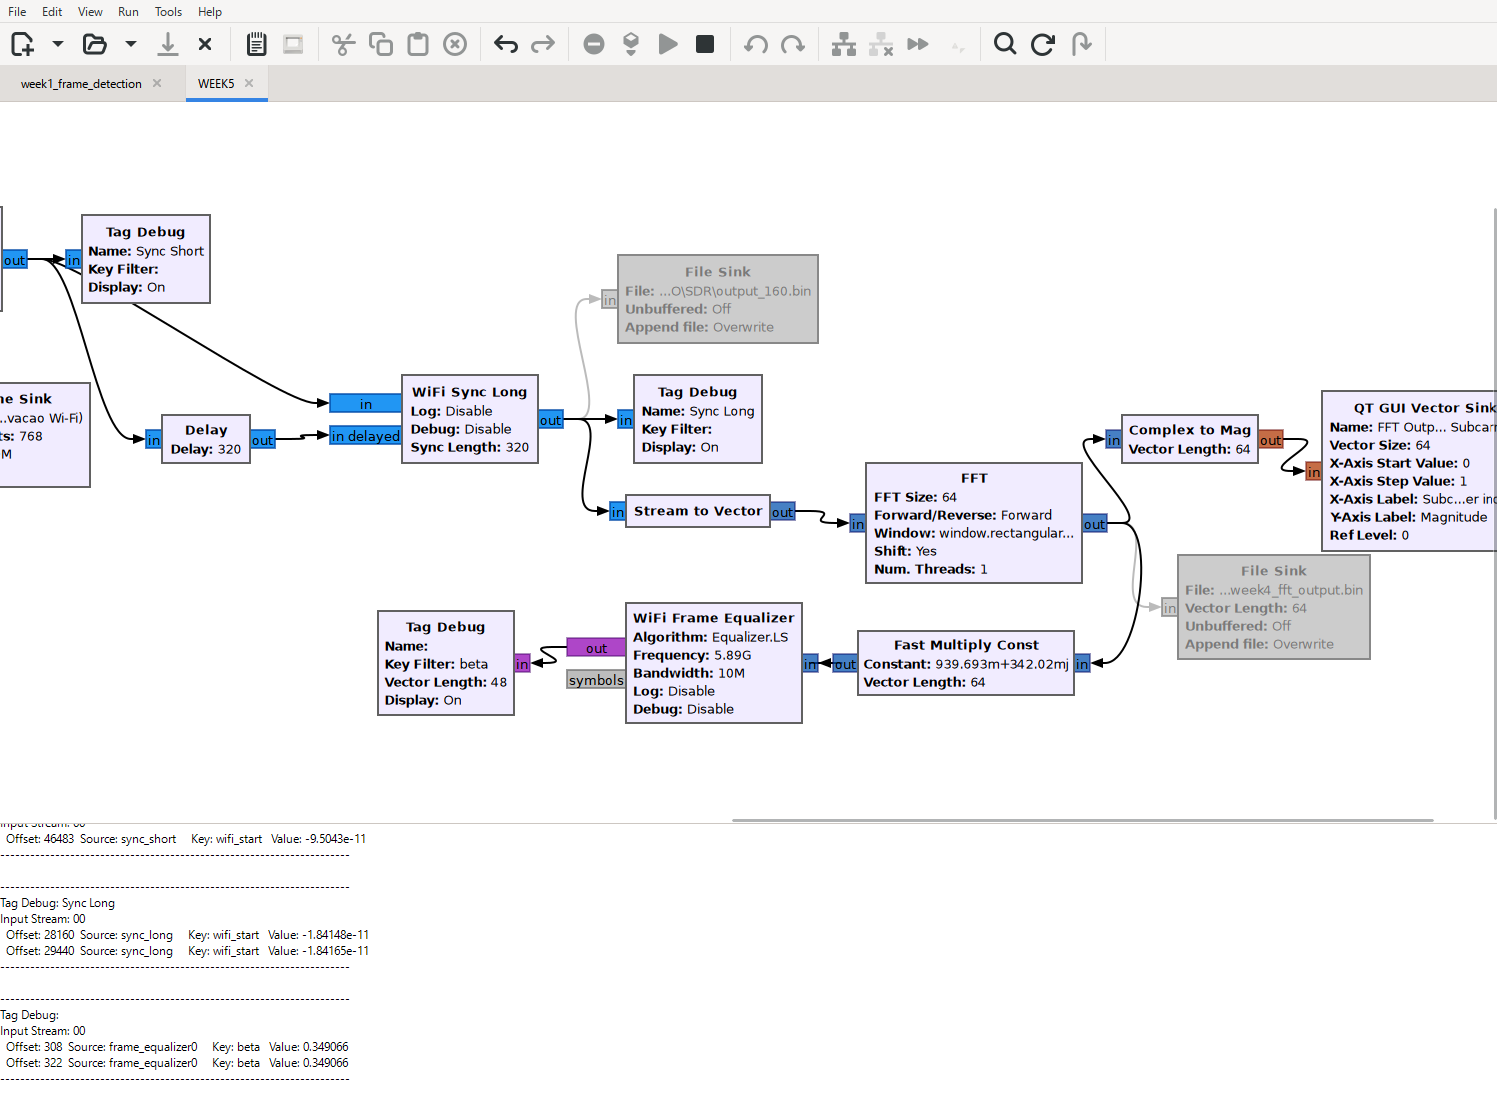 File Edit View Run Tools Help
week1_frame_detection
WEEK5
Tag Debug
Name: Sync Short
Key Filter:
Display: On
out
in
ne Sink
...vacao Wi-Fi)
ts: 768
M
in
Delay
Delay: 320
out
in
in delayed
WiFi Sync Long
Log: Disable
Debug: Disable
Sync Length: 320
out
in
File Sink
File: ...O\SDR\output_160.bin
Unbuffered: Off
Append file: Overwrite
in
Tag Debug
Name: Sync Long
Key Filter:
Display: On
in
Stream to Vector
out
in
FFT
FFT Size: 64
Forward/Reverse: Forward
Window: window.rectangular...
Shift: Yes
Num. Threads: 1
out
in
Complex to Mag
Vector Length: 64
out
in
QT GUI Vector Sink
Name: FFT Outp... Subcarr
Vector Size: 64
X-Axis Start Value: 0
X-Axis Step Value: 1
X-Axis Label: Subc...er inc
Y-Axis Label: Magnitude
Ref Level: 0
in
File Sink
File: ...week4_fft_output.bin
Vector Length: 64
Unbuffered: Off
Append file: Overwrite
Tag Debug
Name:
Key Filter: beta
Vector Length: 48
Display: On
in
out
symbols
WiFi Frame Equalizer
Algorithm: Equalizer.LS
Frequency: 5.89G
Bandwidth: 10M
Log: Disable
Debug: Disable
in
out
Fast Multiply Const
Constant: 939.693m+342.02mj
Vector Length: 64
in
Input Stream: 00
Offset: 46483 Source: sync_short Key: wifi_start Value: -9.5043e-11
----------------------------------------------------------------------
----------------------------------------------------------------------
Tag Debug: Sync Long
Input Stream: 00
Offset: 28160 Source: sync_long Key: wifi_start Value: -1.84148e-11
Offset: 29440 Source: sync_long Key: wifi_start Value: -1.84165e-11
----------------------------------------------------------------------
----------------------------------------------------------------------
Tag Debug:
Input Stream: 00
Offset: 308 Source: frame_equalizer0 Key: beta Value: 0.349066
Offset: 322 Source: frame_equalizer0 Key: beta Value: 0.349066
----------------------------------------------------------------------